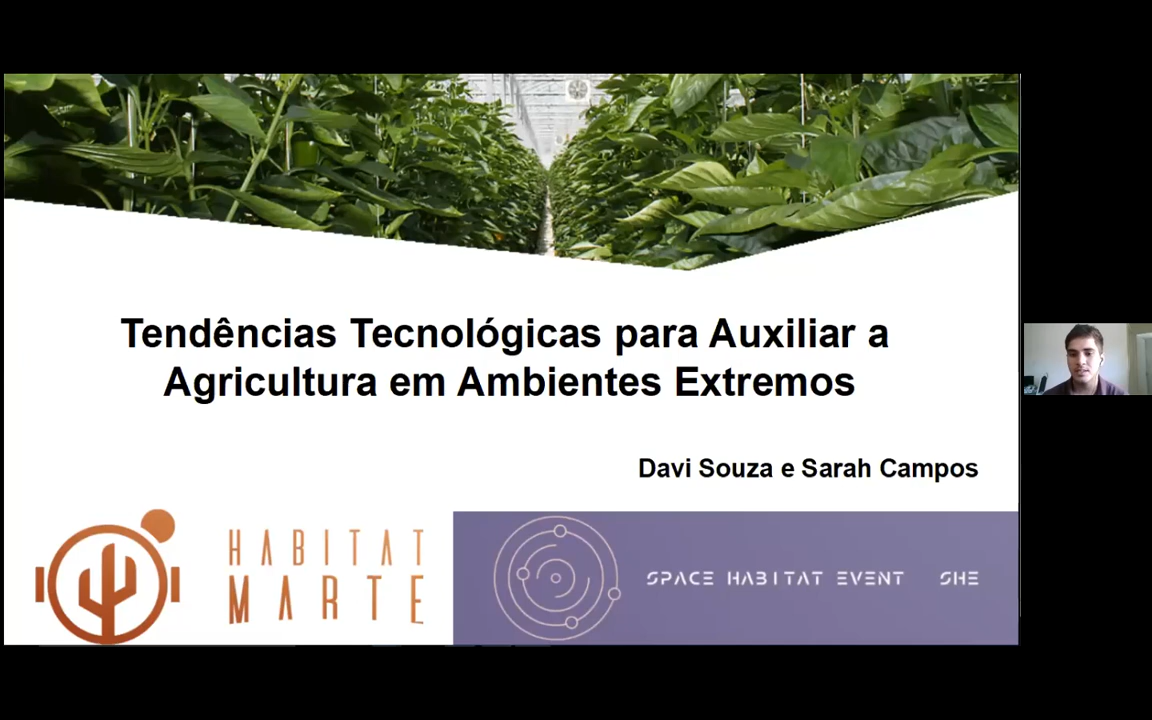 Tendências Tecnológicas para Auxiliar a
Agricultura em Ambientes Extremos
Davi Souza e Sarah Campos
HABITAT
MARTE
SPACE HABITAT EVENT SHE